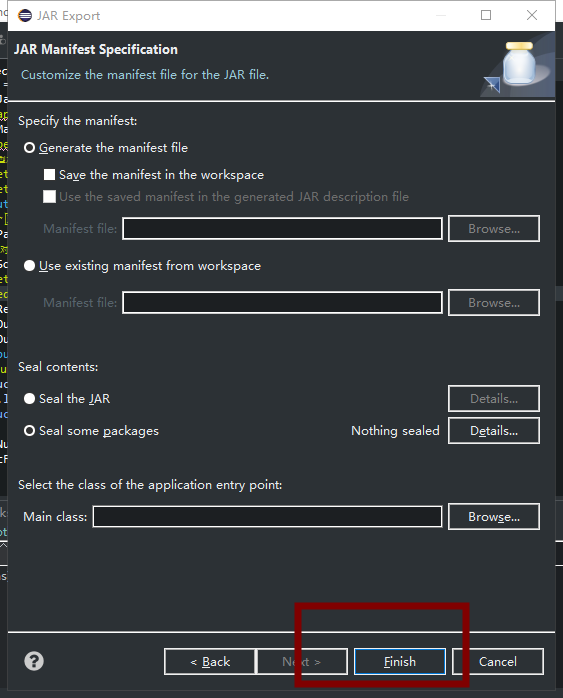 JAR Export
JAR Manifest Specification
Customize the manifest file for the JAR file.
Specify the manifest:
Generate the manifest file
Save the manifest in the workspace
Use the saved manifest in the generated JAR description file
Manifest file:
Browse...
Use existing manifest from workspace
Manifest file:
Browse...
Seal contents:
Seal the JAR
Details...
Seal some packages
Nothing sealed
Details...
Select the class of the application entry point:
Main class:
Browse...
?
< Back
Next >
Finish
Cancel